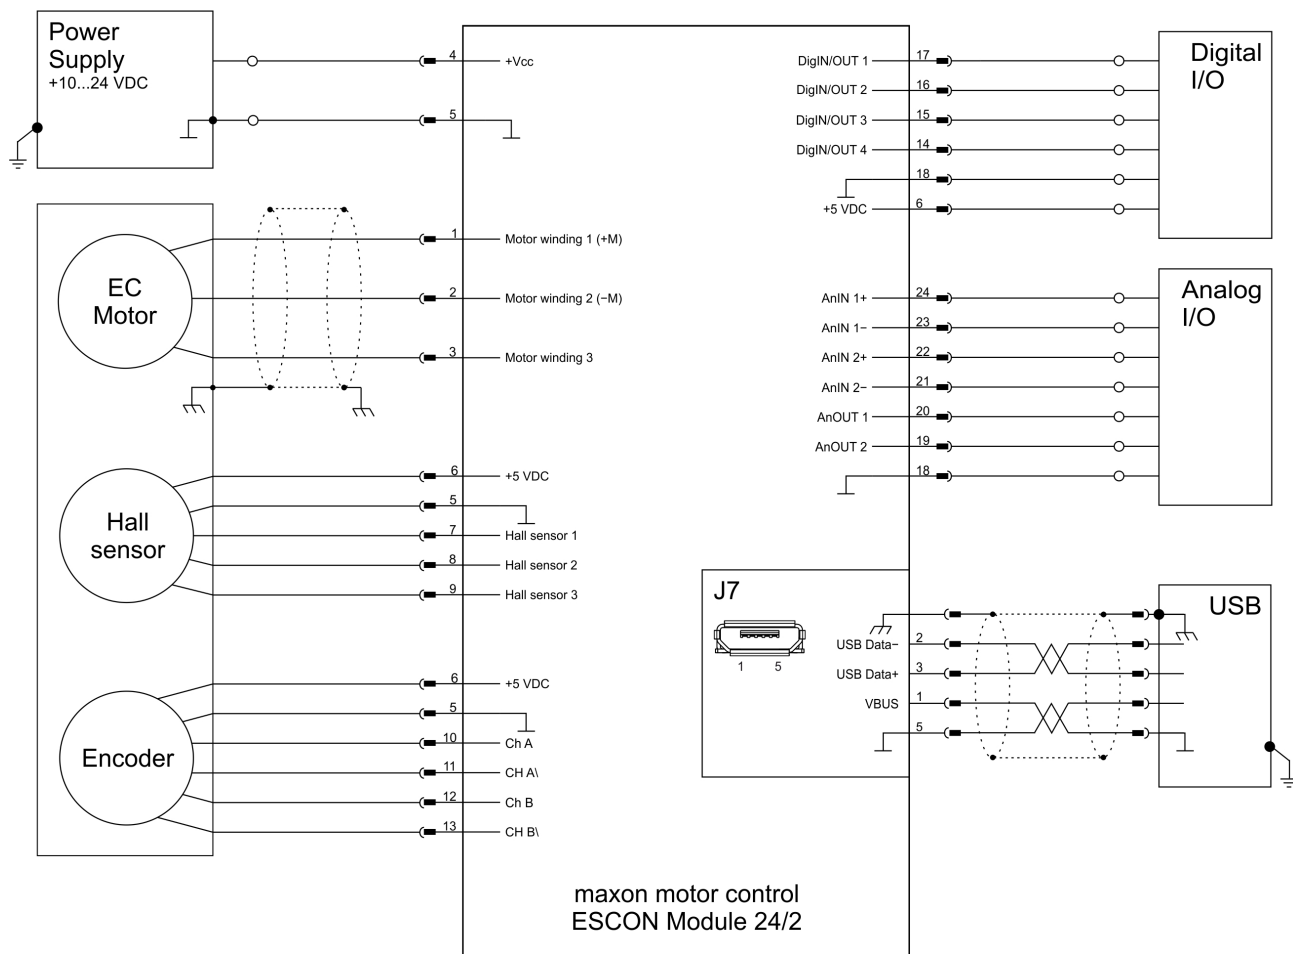 Power
Supply
+10...24 VDC
4
+Vcc
5
EC
Motor
1
Motor winding 1 (+M)
2
Motor winding 2 (−M)
3
Motor winding 3
Hall
sensor
6
+5 VDC
5
7
Hall sensor 1
8
Hall sensor 2
9
Hall sensor 3
Encoder
6
+5 VDC
5
10
Ch A
11
CH A\
12
Ch B
13
CH B\
DigIN/OUT 1
17
DigIN/OUT 2
16
DigIN/OUT 3
15
DigIN/OUT 4
14
18
+5 VDC
6
Digital
I/O
AnIN 1+
24
AnIN 1−
23
AnIN 2+
22
AnIN 2−
21
AnOUT 1
20
AnOUT 2
19
18
Analog
I/O
J7
1 5
USB Data−
2
USB Data+
3
VBUS
1
5
USB
maxon motor control
ESCON Module 24/2